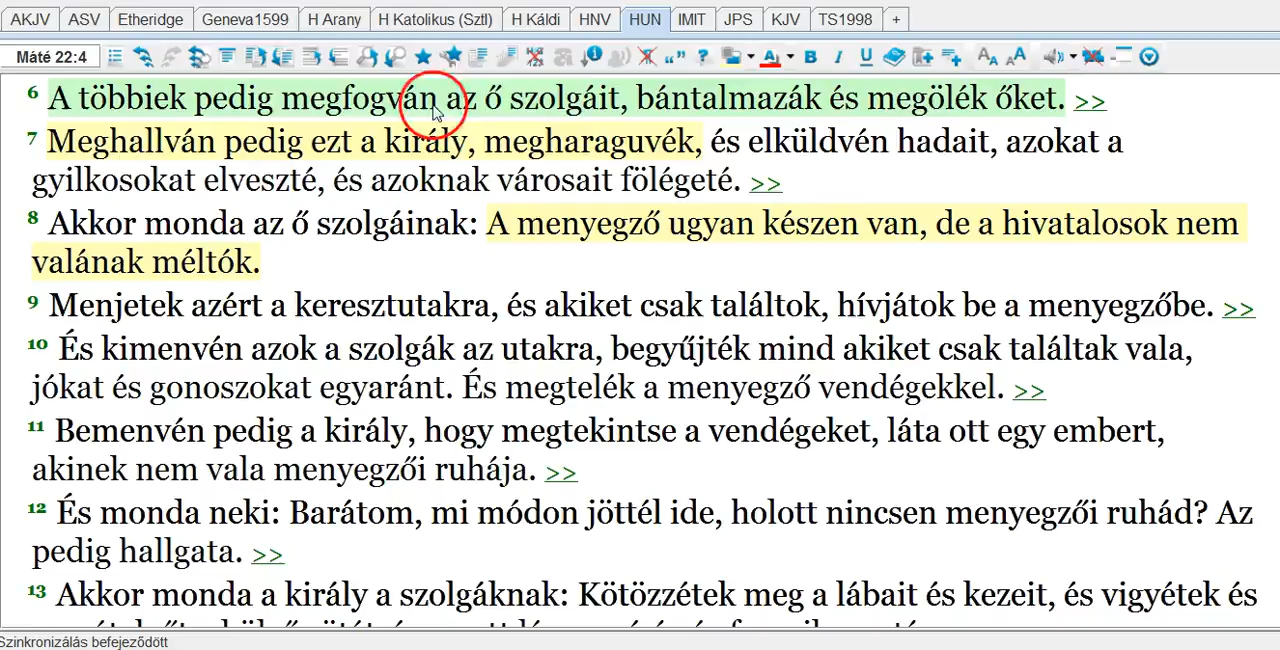 AKJV ASV Etheridge Geneva1599 H Arany H Katolikus (Sztl) H Káldi HNV HUN IMIT JPS KJV TS1998 +
Máté 22:4
6 A többiek pedig megfogván az ő szolgáit, bántalmazák és megölék őket. >>
7 Meghallván pedig ezt a király, megharaguvék, és elküldvén hadait, azokat a
gyilkosokat elveszté, és azoknak városait fölégeté. >>
8 Akkor monda az ő szolgáinak: A menyegző ugyan készen van, de a hivatalosok nem
valának méltók.
9 Menjetek azért a keresztutakra, és akiket csak találtok, hívjátok be a menyegzőbe. >>
10 És kimenvén azok a szolgák az utakra, begyűjték mind akiket csak találtak vala,
jókat és gonoszokat egyaránt. És megtelék a menyegző vendégekkel. >>
11 Bemenvén pedig a király, hogy megtekintse a vendégeket, láta ott egy embert,
akinek nem vala menyegzői ruhája. >>
12 És monda neki: Barátom, mi módon jöttél ide, holott nincsen menyegzői ruhád? Az
pedig hallgata. >>
13 Akkor monda a király a szolgáknak: Kötözzétek meg a lábait és kezeit, és vigyétek és
Szinkronizálás befejeződött